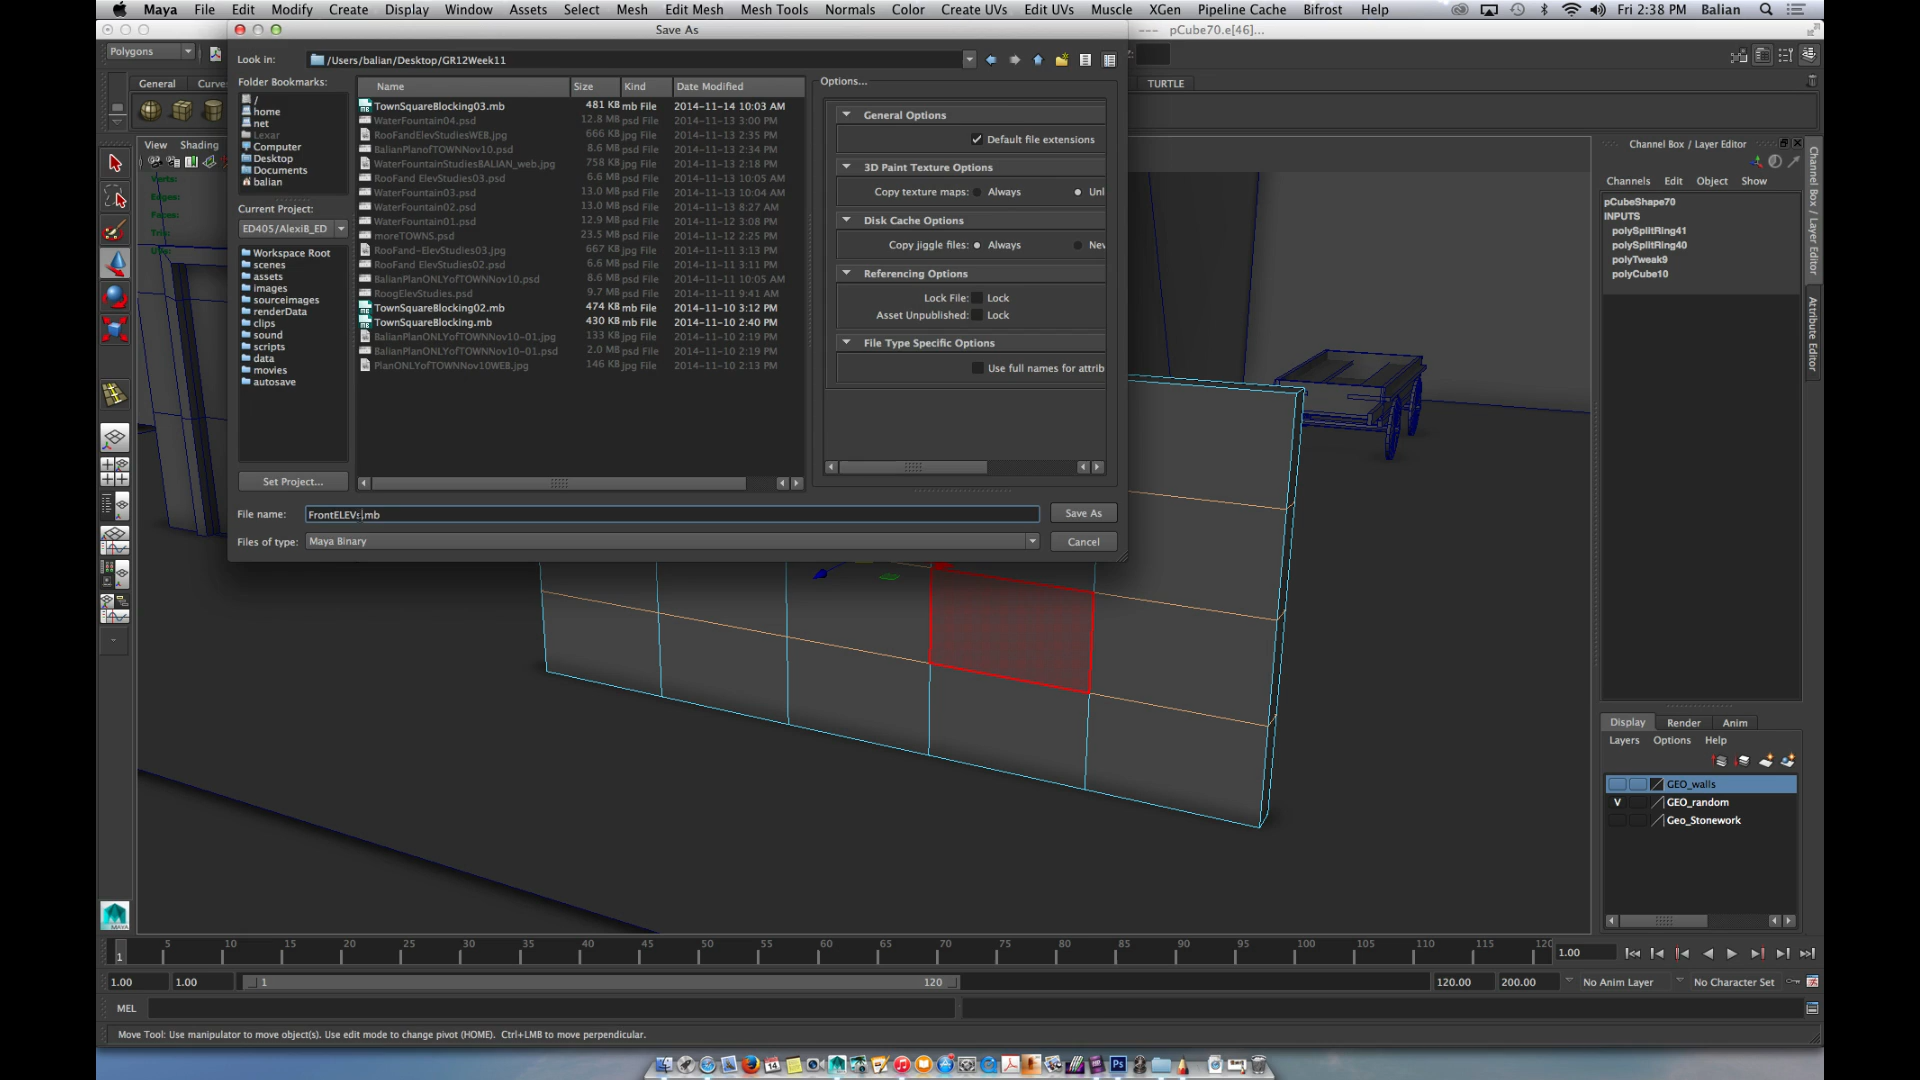 Maya File Edit Modify Create Display Window Assets Select Mesh Edit Mesh Mesh Tools Normals Color Create UVs Edit UVs Muscle XGen Pipeline Cache Bifrost Help Fri 2:38 PM Balian
Save As
--- pCube70.e[46]...
Polygons
Look in: /Users/balian/Desktop/GR12Week11
Folder Bookmarks:
/
home
net
Lexar
Computer
Desktop
Documents
balian
Current Project:
ED405/AlexiB_ED
Workspace Root
scenes
assets
images
sourceimages
renderData
clips
sound
scripts
data
movies
autosave
Set Project...
Name Size Kind Date Modified
TownSquareBlocking03.mb 481 KB mb File 2014-11-14 10:03 AM
WaterFountain04.psd 12.8 MB psd File 2014-11-13 3:00 PM
RooFandElevStudiesWEB.jpg 666 KB jpg File 2014-11-13 2:35 PM
BalianPlanofTOWNNov10.psd 8.6 MB psd File 2014-11-13 2:34 PM
WaterFountainStudiesBALIAN_web.jpg 758 KB jpg File 2014-11-13 2:18 PM
RooFand ElevStudies03.psd 6.6 MB psd File 2014-11-13 10:05 AM
WaterFountain03.psd 13.0 MB psd File 2014-11-13 10:04 AM
WaterFountain02.psd 13.0 MB psd File 2014-11-13 8:27 AM
WaterFountain01.psd 12.9 MB psd File 2014-11-12 3:08 PM
moreTOWNS.psd 23.5 MB psd File 2014-11-12 2:25 PM
RooFand-ElevStudies03.jpg 667 KB jpg File 2014-11-11 3:13 PM
RooFand ElevStudies02.psd 6.6 MB psd File 2014-11-11 3:11 PM
BalianPlanONLYofTOWNNov10.psd 8.6 MB psd File 2014-11-11 10:05 AM
RoogElevStudies.psd 9.7 MB psd File 2014-11-11 9:41 AM
TownSquareBlocking02.mb 474 KB mb File 2014-11-10 3:12 PM
TownSquareBlocking.mb 430 KB mb File 2014-11-10 2:40 PM
BalianPlanONLYofTOWNNov10-01.jpg 133 KB jpg File 2014-11-10 2:19 PM
BalianPlanONLYofTOWNNov10-01.psd 2.0 MB psd File 2014-11-10 2:19 PM
PlanONLYofTOWNNov10WEB.jpg 146 KB jpg File 2014-11-10 2:13 PM
Options...
General Options
Default file extensions
3D Paint Texture Options
Copy texture maps: Always Unl
Disk Cache Options
Copy jiggle files: Always Nev
Referencing Options
Lock File: Lock
Asset Unpublished: Lock
File Type Specific Options
Use full names for attrib
File name: FrontELEVs.mb Save As
Files of type: Maya Binary Cancel
General Curve
TURTLE
View Shading
Verts:
Edges:
Faces:
Tris:
Channel Box / Layer Editor
Channels Edit Object Show
pCubeShape70
INPUTS
polySplitRing41
polySplitRing40
polyTweak9
polyCube10
Channel Box / Layer Editor
Attribute Editor
Display Render Anim
Layers Options Help
GEO_walls
V GEO_random
Geo_Stonework
MAYA
1 5 10 15 20 25 30 35 40 45 50 55 60 65 70 75 80 85 90 95 100 105 110 115 120 1.00
1.00 1.00 1 120 120.00 200.00 No Anim Layer No Character Set
MEL
Move Tool: Use manipulator to move object(s). Use edit mode to change pivot (HOME). Ctrl+LMB to move perpendicular.
14 Ps